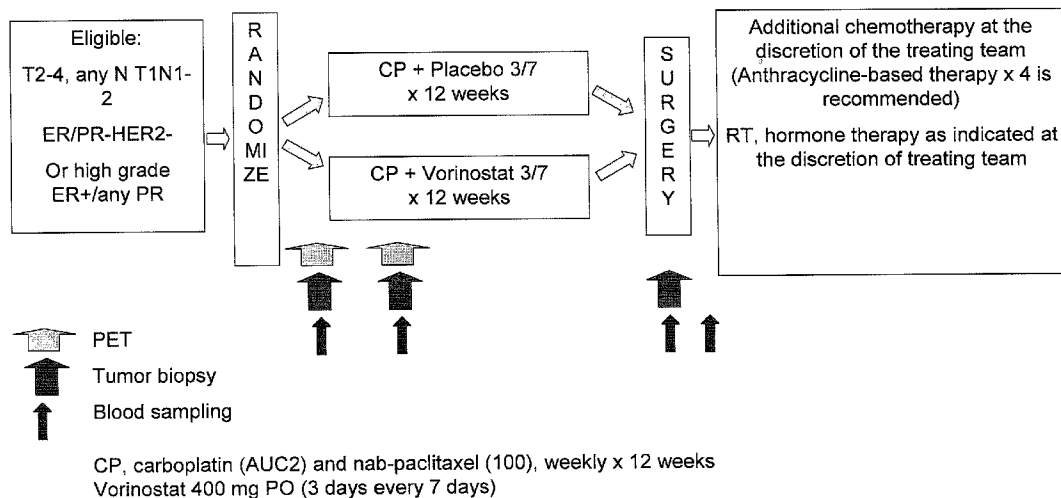 Eligible:
T2-4, any N T1N1-
2
ER/PR-HER2-
Or high grade
ER+/any PR
R
A
N
D
O
MI
ZE
CP + Placebo 3/7
x 12 weeks
CP + Vorinostat 3/7
x 12 weeks
S
U
R
G
E
R
Y
Additional chemotherapy at the
discretion of the treating team
(Anthracycline-based therapy x 4 is
recommended)
RT, hormone therapy as indicated at
the discretion of treating team
PET
Tumor biopsy
Blood sampling
CP, carboplatin (AUC2) and nab-paclitaxel (100), weekly x 12 weeks
Vorinostat 400 mg PO (3 days every 7 days)